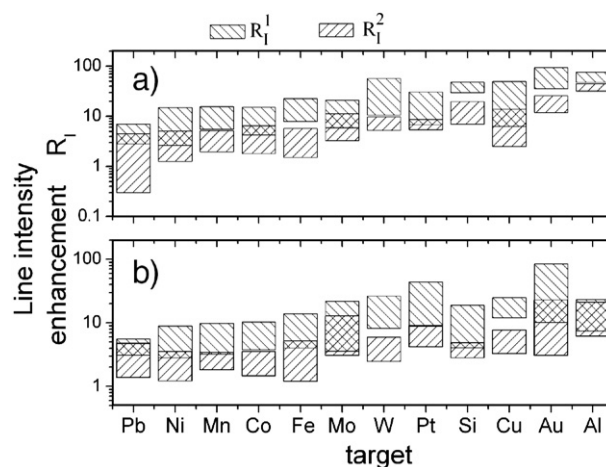 R_I^1 R_I^2
Line intensity
enhancement R_I
a)
100
10
1
0.1
b)
100
10
1
Pb Ni Mn Co Fe Mo W Pt Si Cu Au Al
target